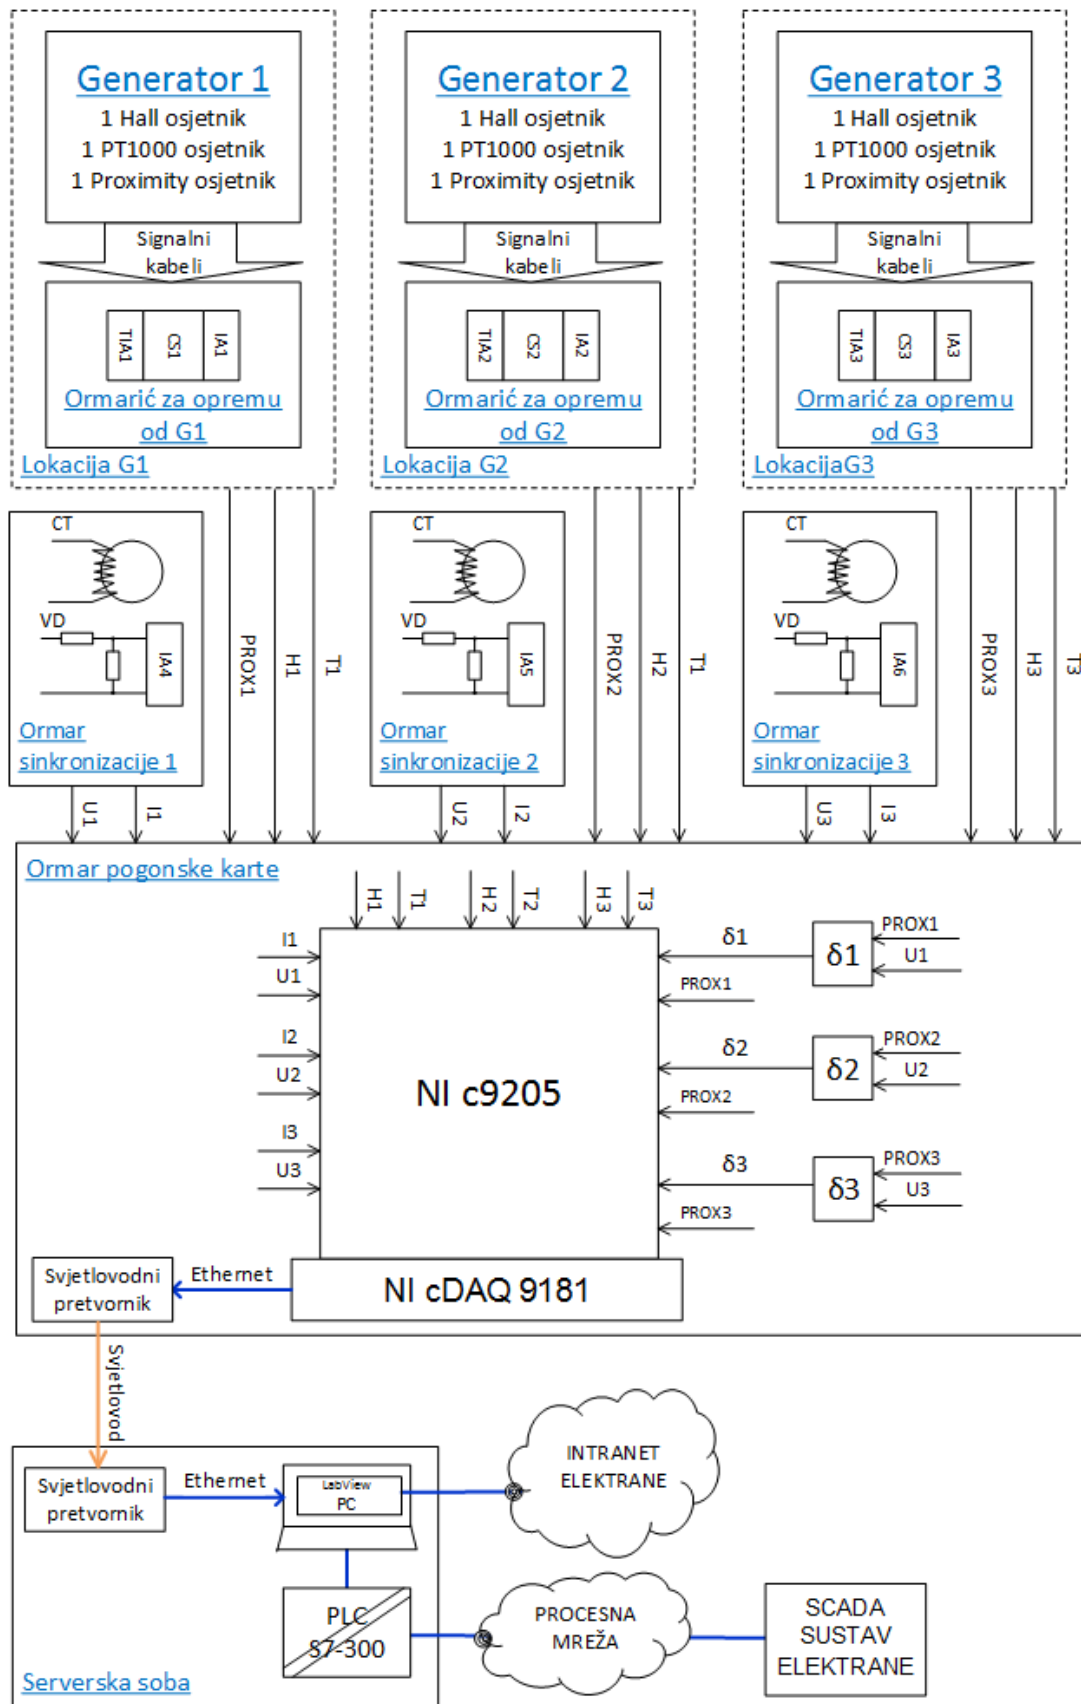 Generator 1
1 Hall osjetnik
1 PT1000 osjetnik
1 Proximity osjetnik
Signalni
kabeli
TIA1
CS1
IA1
Ormarić za opremu
od G1
Lokacija G1
Generator 2
1 Hall osjetnik
1 PT1000 osjetnik
1 Proximity osjetnik
Signalni
kabeli
TIA2
CS2
IA2
Ormarić za opremu
od G2
Lokacija G2
Generator 3
1 Hall osjetnik
1 PT1000 osjetnik
1 Proximity osjetnik
Signalni
kabeli
TIA3
CS3
IA3
Ormarić za opremu
od G3
LokacijaG3
CT
VD
IA4
Ormar
sinkronizacije 1
PROX1
H1
T1
U1
I1
CT
VD
IA5
Ormar
sinkronizacije 2
PROX2
H2
T1
U2
I2
CT
VD
IA6
Ormar
sinkronizacije 3
PROX3
H3
T3
U3
I3
Ormar pogonske karte
H1
T1
H2
T2
H3
T3
I1
U1
I2
U2
I3
U3
NI c9205
δ1
PROX1
δ2
PROX2
δ3
PROX3
δ1
PROX1
U1
δ2
PROX2
U2
δ3
PROX3
U3
NI cDAQ 9181
Ethernet
Svjetlovodni
pretvornik
Svjetlovod
Svjetlovodni
pretvornik
Ethernet
LabView
PC
INTRANET
ELEKTRANE
PLC
S7-300
PROCESNA
MREŽA
SCADA
SUSTAV
ELEKTRANE
Serverska soba